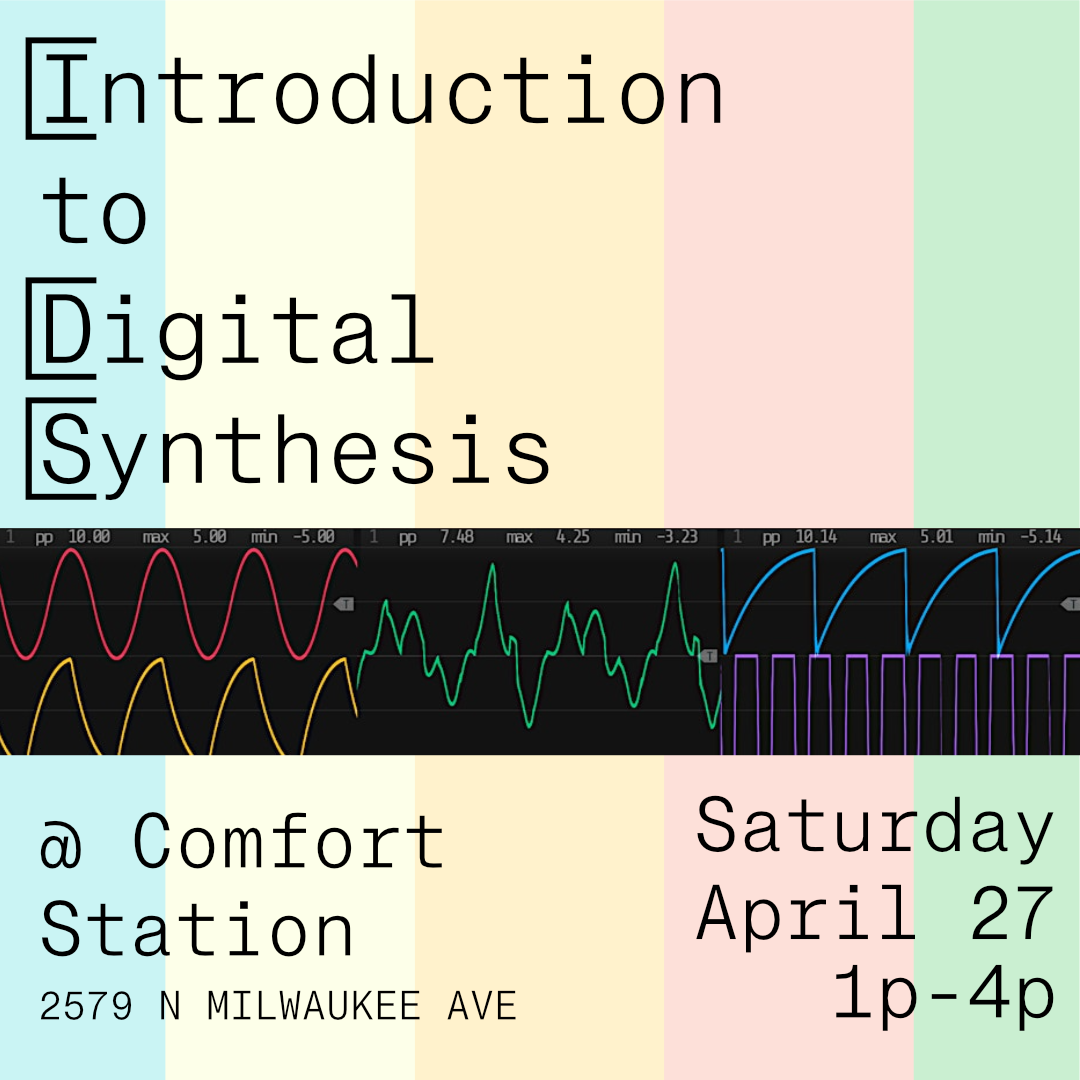 Introduction
to
Digital
Synthesis
1 pp 10.00 max 5.00 min -5.00 1 pp 7.48 max 4.25 min -3.23 1 pp 10.14 max 5.01 min -5.14
T T T
@ Comfort
Station
2579 N MILWAUKEE AVE
Saturday
April 27
1p-4p